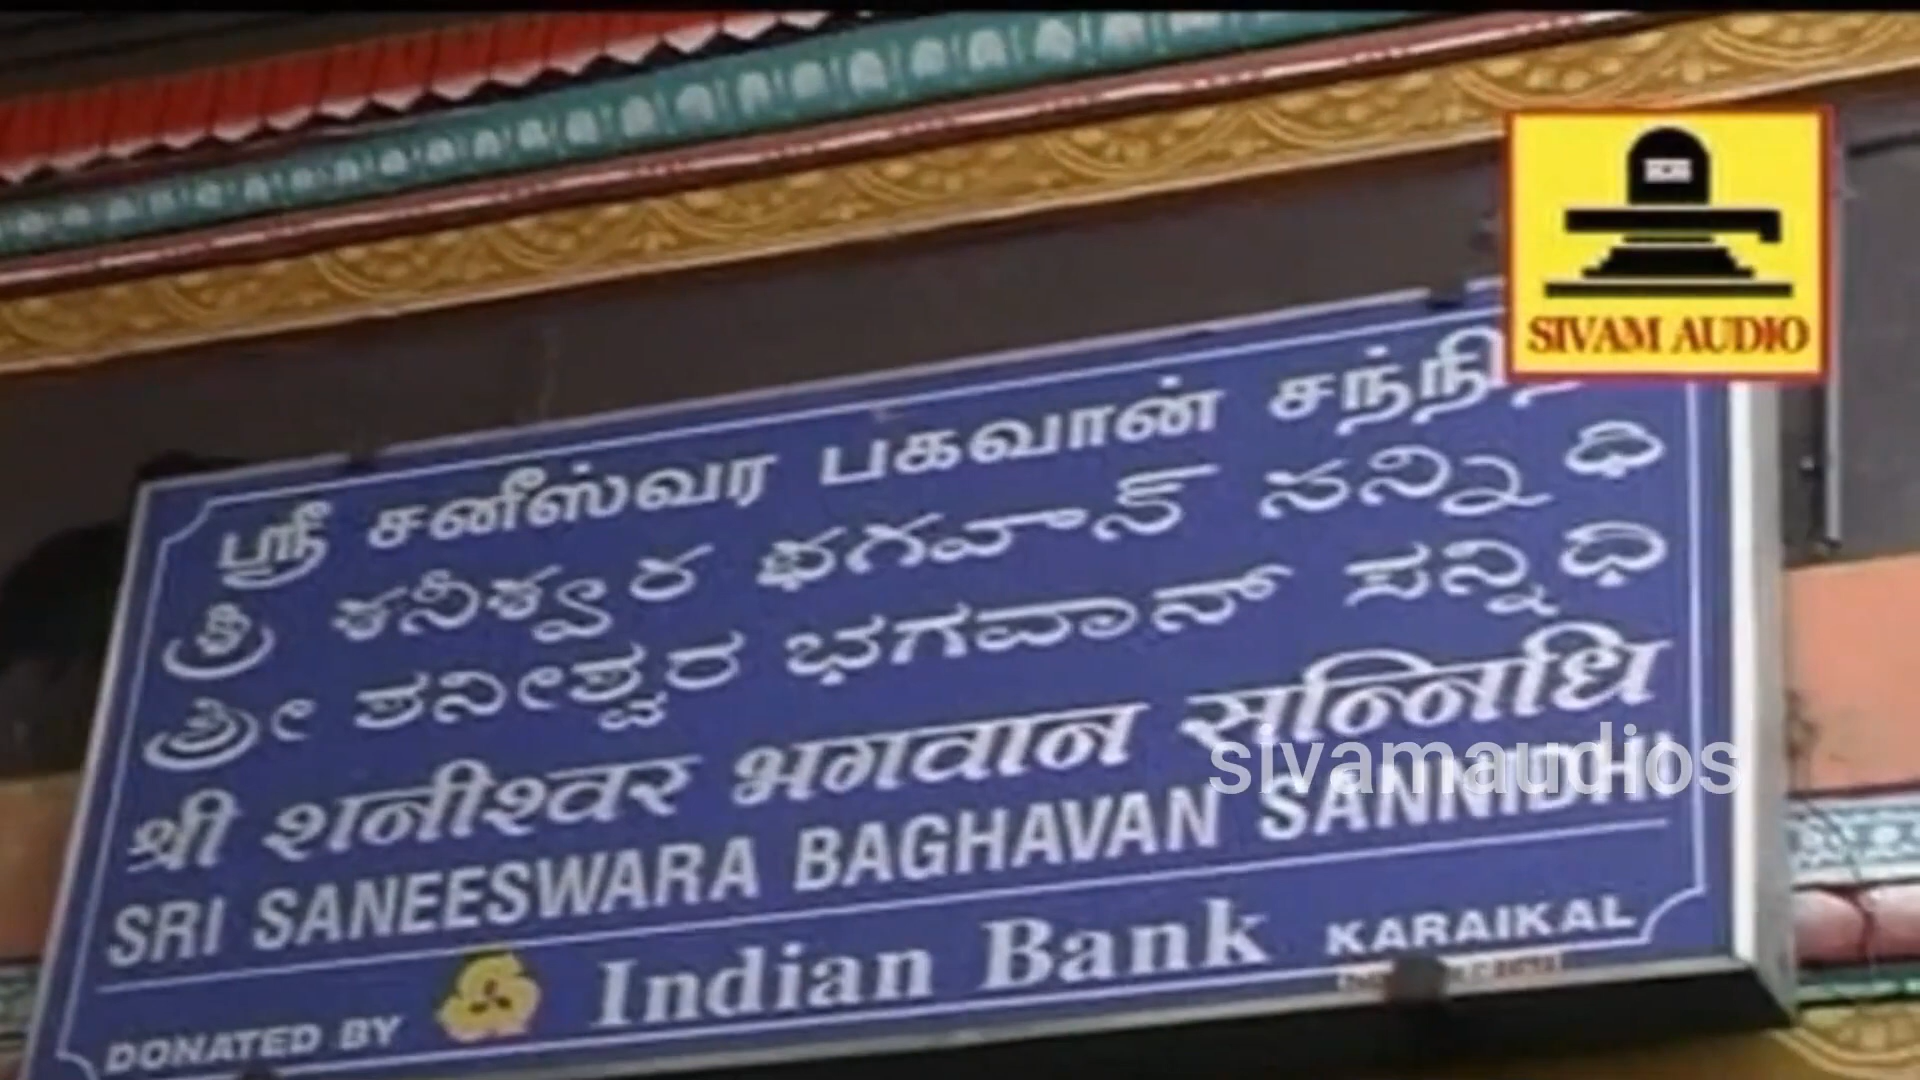 SIVAM AUDIO
ஸ்ரீ சனீஸ்வர பகவான்
శ్రీ శనీశ్వర భగవాన్ సన్నిధి
ಶ್ರೀ ಶನೀಶ್ವರ ಭಗವಾನ್ ಸನ್ನಿಧಿ
श्री शनीश्वर भगवान सन्निधि
sivamaudios
SRI SANEESWARA BAGHAVAN SANNIDHI
DONATED BY Indian Bank KARAIKAL